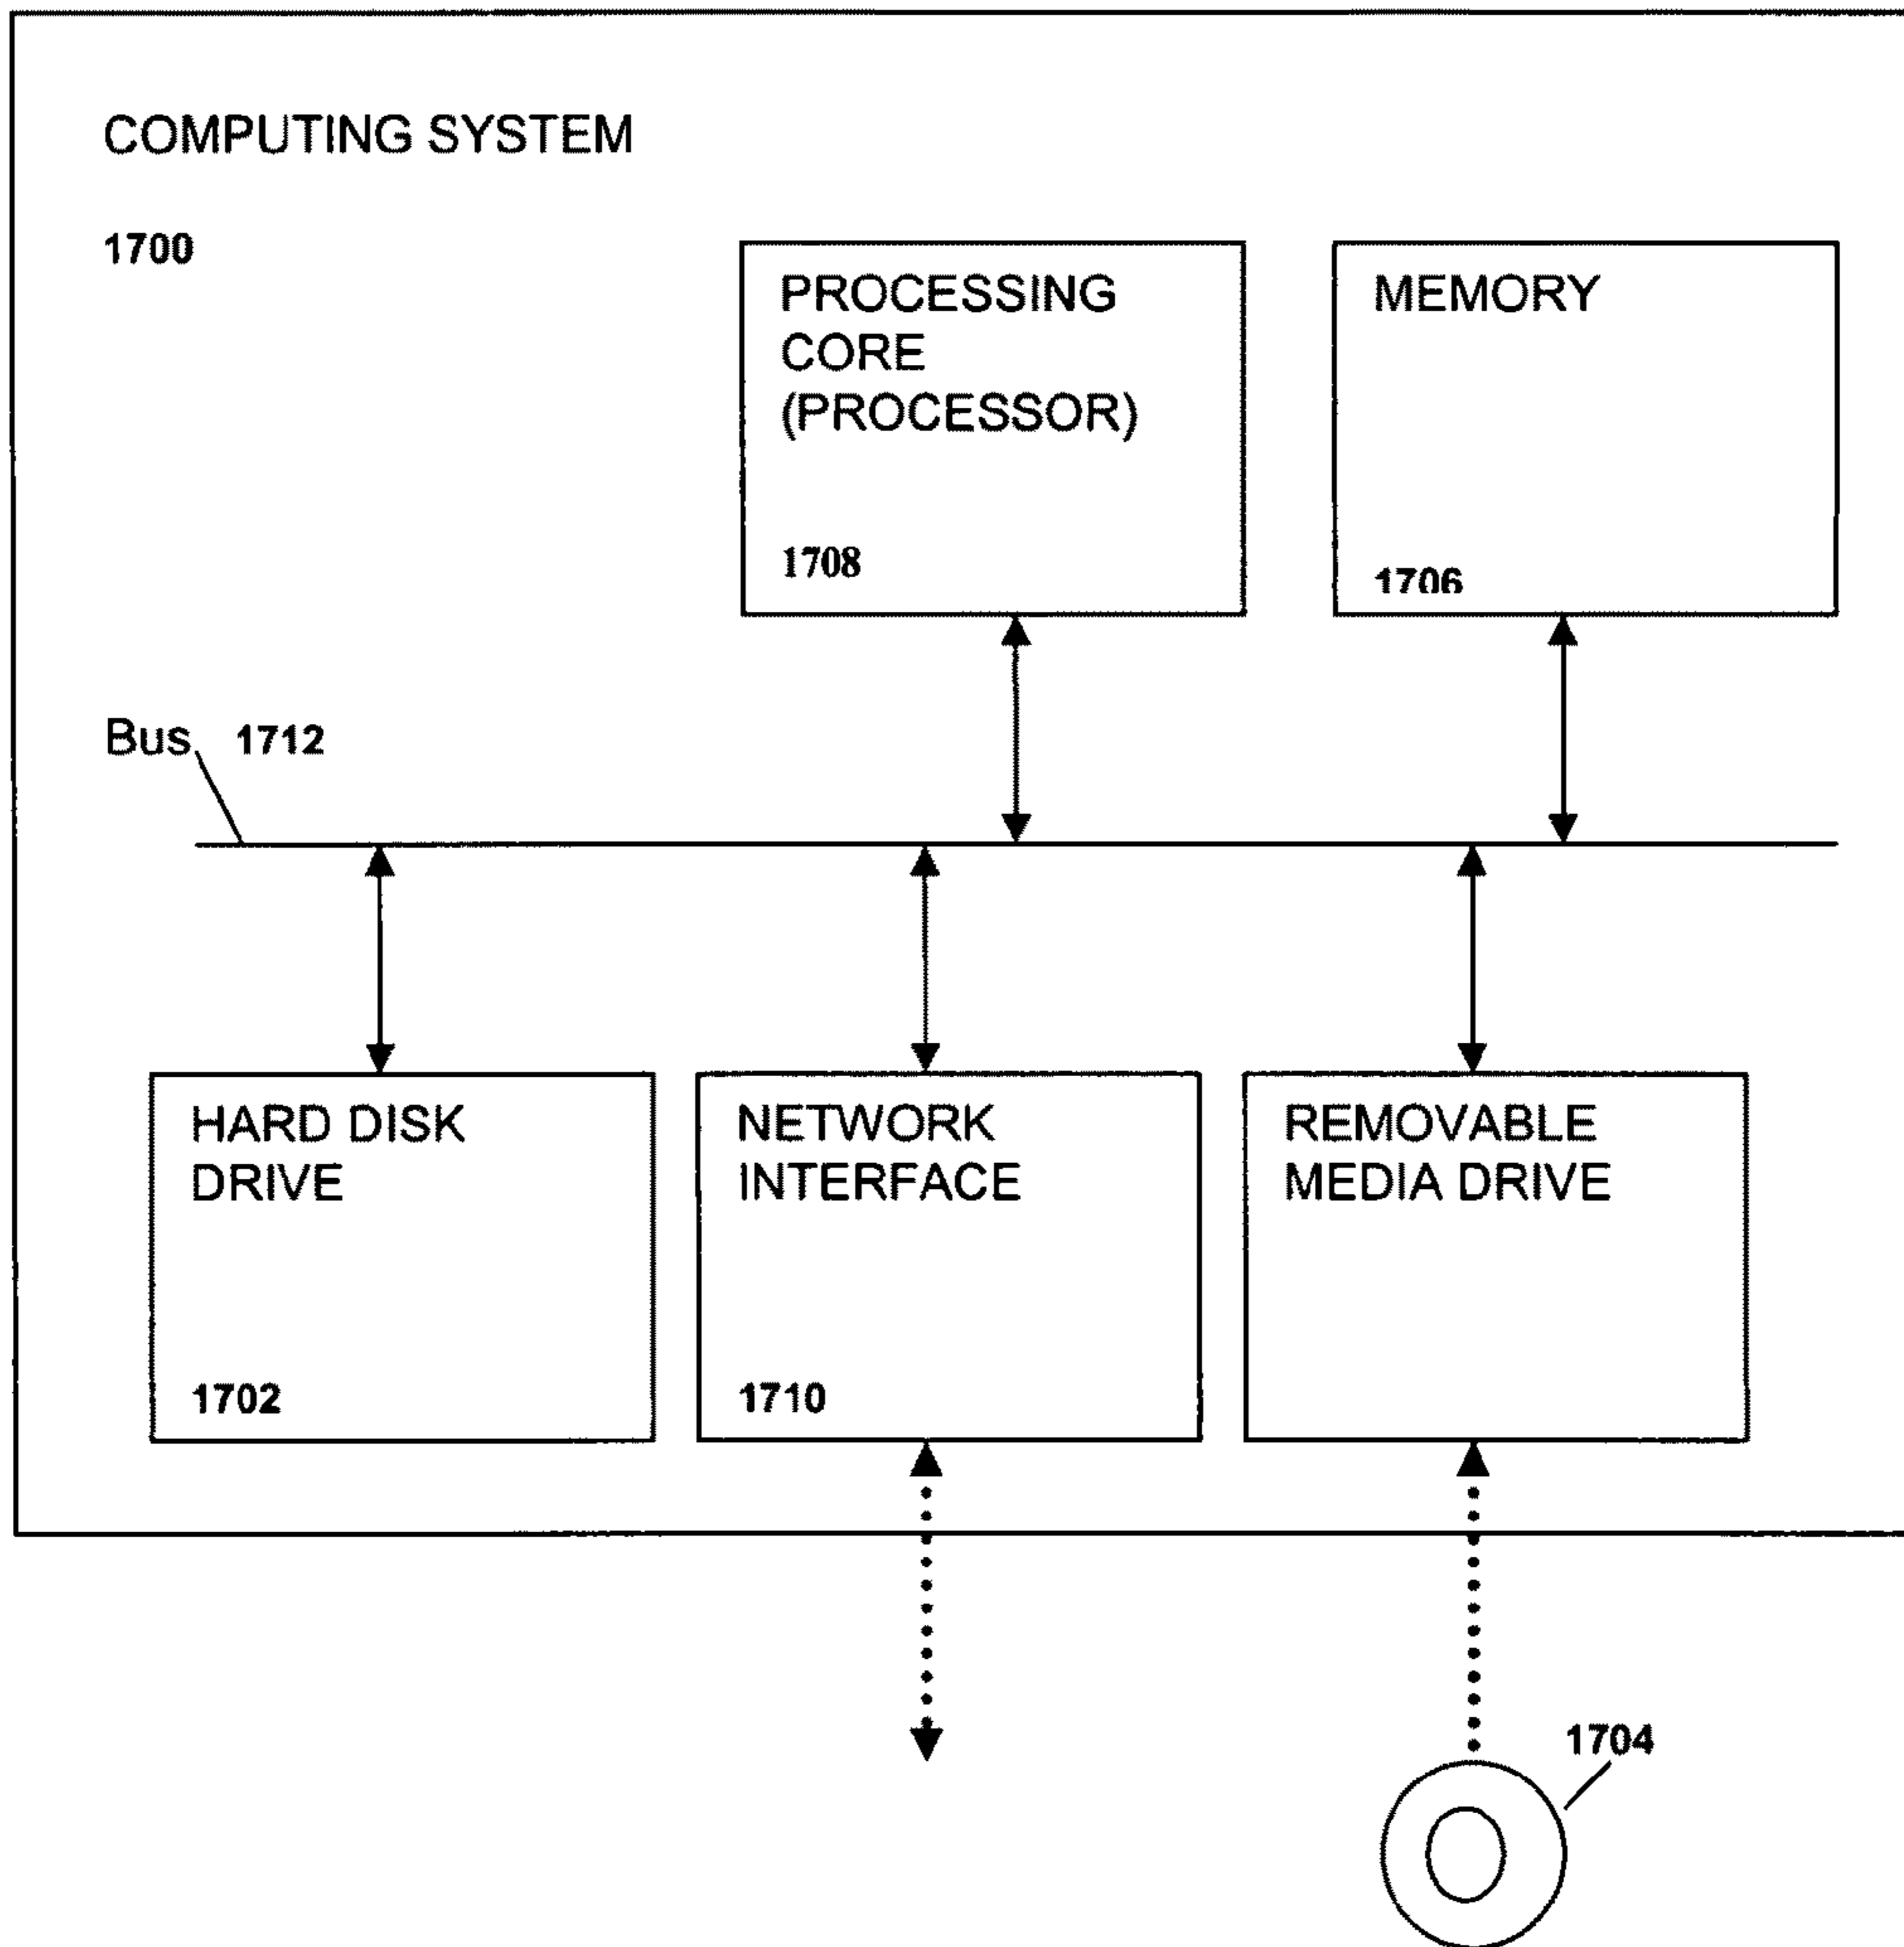 COMPUTING SYSTEM
1700
PROCESSING
CORE
(PROCESSOR)
1708
MEMORY
1706
Bus 1712
HARD DISK
DRIVE
1702
NETWORK
INTERFACE
1710
REMOVABLE
MEDIA DRIVE
1704